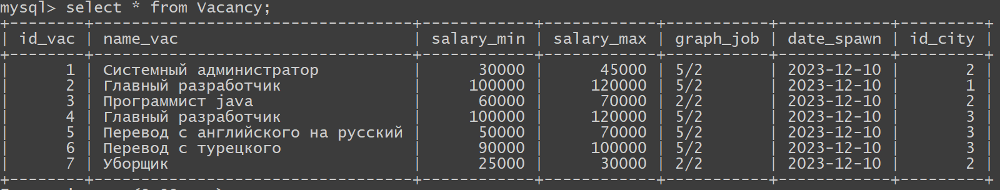 mysql> select * from Vacancy;
+--------+----------------------------------+------------+------------+-----------+------------+---------+
| id_vac | name_vac                         | salary_min | salary_max | graph_job | date_spawn | id_city |
+--------+----------------------------------+------------+------------+-----------+------------+---------+
|      1 | Системный администратор          |      30000 |      45000 | 5/2       | 2023-12-10 |       2 |
|      2 | Главный разработчик              |     100000 |     120000 | 5/2       | 2023-12-10 |       1 |
|      3 | Программист java                 |      60000 |      70000 | 2/2       | 2023-12-10 |       2 |
|      4 | Главный разработчик              |     100000 |     120000 | 5/2       | 2023-12-10 |       3 |
|      5 | Перевод с английского на русский |      50000 |      70000 | 5/2       | 2023-12-10 |       3 |
|      6 | Перевод с турецкого              |      90000 |     100000 | 5/2       | 2023-12-10 |       3 |
|      7 | Уборщик                          |      25000 |      30000 | 2/2       | 2023-12-10 |       2 |
+--------+----------------------------------+------------+------------+-----------+------------+---------+